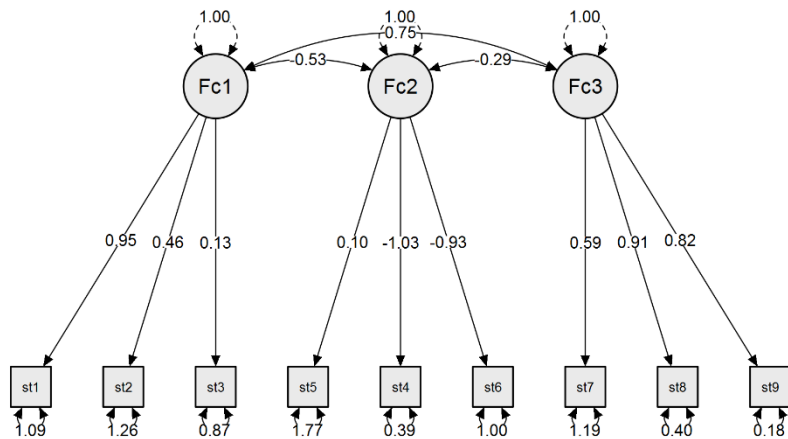 1.00 1.00 1.00
0.75
-0.53 -0.29
Fc1 Fc2 Fc3
0.95 0.46 0.13 0.10 -1.03 -0.93 0.59 0.91 0.82
st1 st2 st3 st5 st4 st6 st7 st8 st9
1.09 1.26 0.87 1.77 0.39 1.00 1.19 0.40 0.18